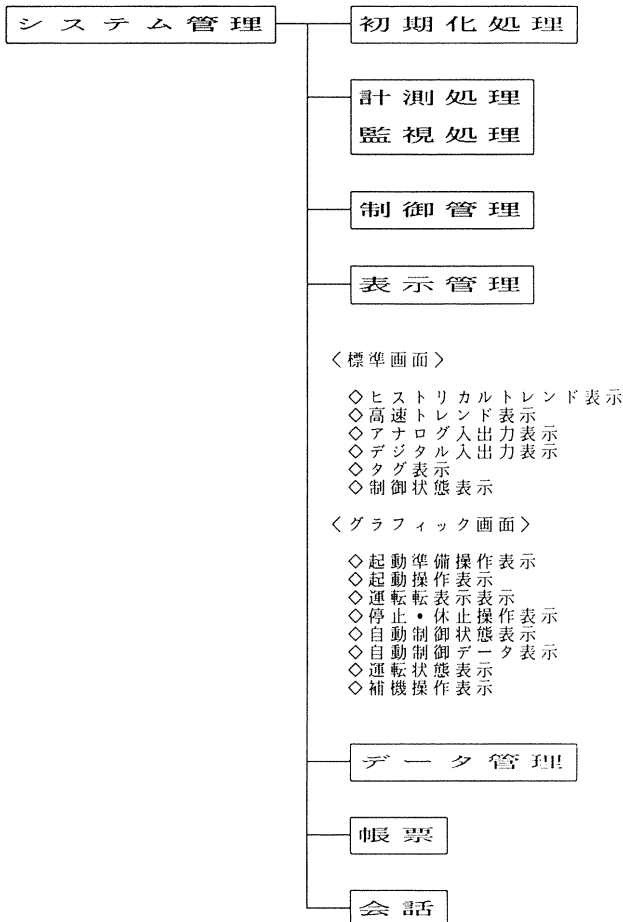 システム管理
初期化処理
計測処理
監視処理
制御管理
表示管理
〈標準画面〉
◇ヒストリカルトレンド表示
◇高速トレンド表示
◇アナログ入出力表示
◇デジタル入出力表示
◇タグ表示
◇制御状態表示
〈グラフィック画面〉
◇起動準備操作表示
◇起動操作表示
◇運転転表示表示
◇停止・休止操作表示
◇自動制御状態表示
◇自動制御データ表示
◇運転状態表示
◇補機操作表示
データ管理
帳票
会話